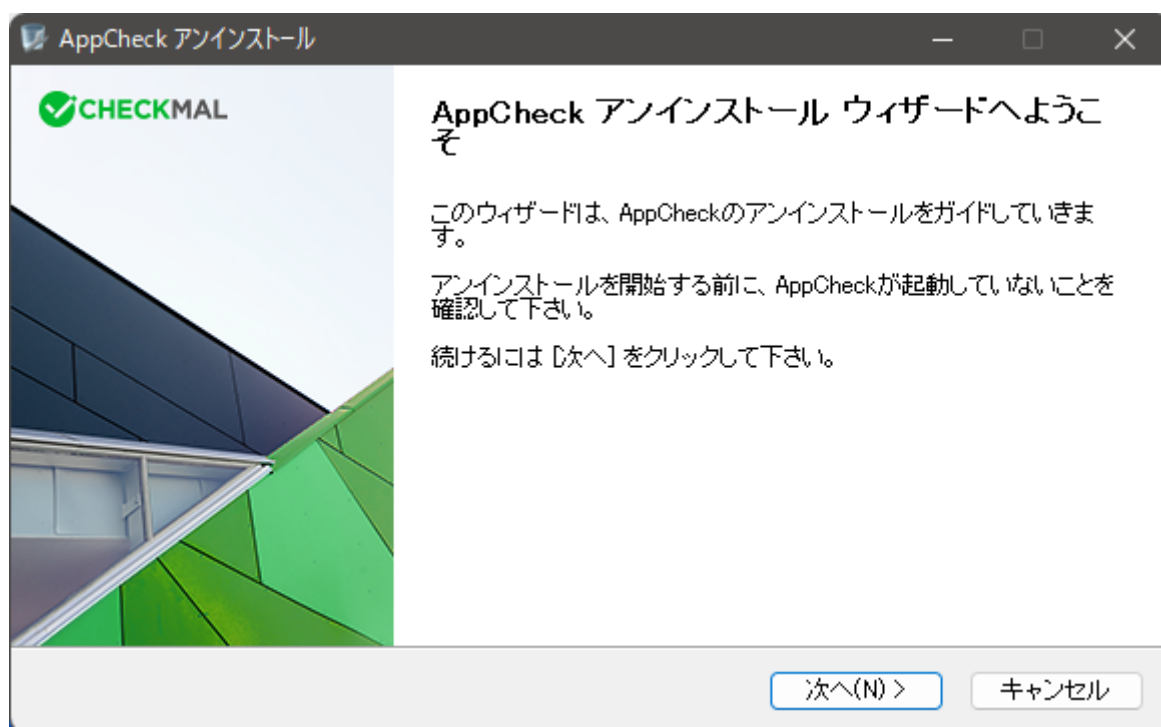 AppCheck アンインストール
CHECKMAL
AppCheck アンインストール ウィザードへようこ
そ
このウィザードは、AppCheckのアンインストールをガイドしていきま
す。
アンインストールを開始する前に、AppCheckが起動していないことを
確認して下さい。
続けるには [次へ] をクリックして下さい。
次へ(N) >
キャンセル